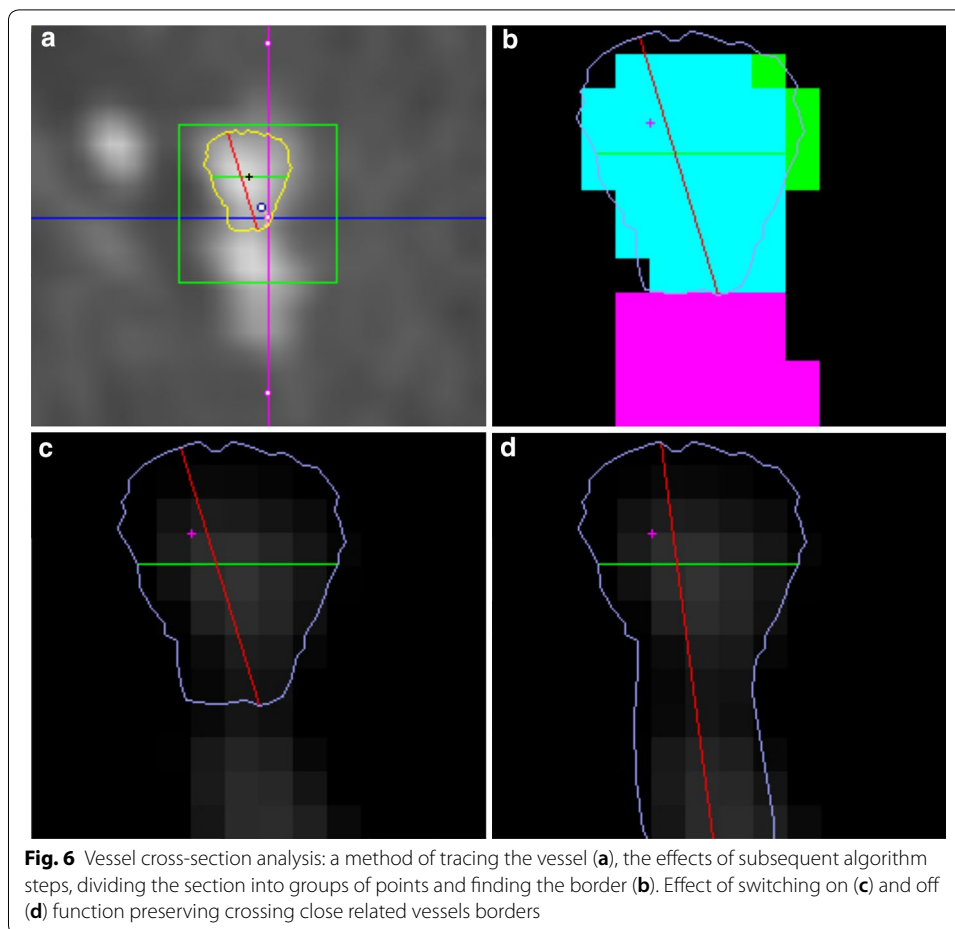 a
b
c
d
Fig. 6 Vessel cross-section analysis: a method of tracing the vessel (a), the effects of subsequent algorithm
steps, dividing the section into groups of points and finding the border (b). Effect of switching on (c) and off
(d) function preserving crossing close related vessels borders